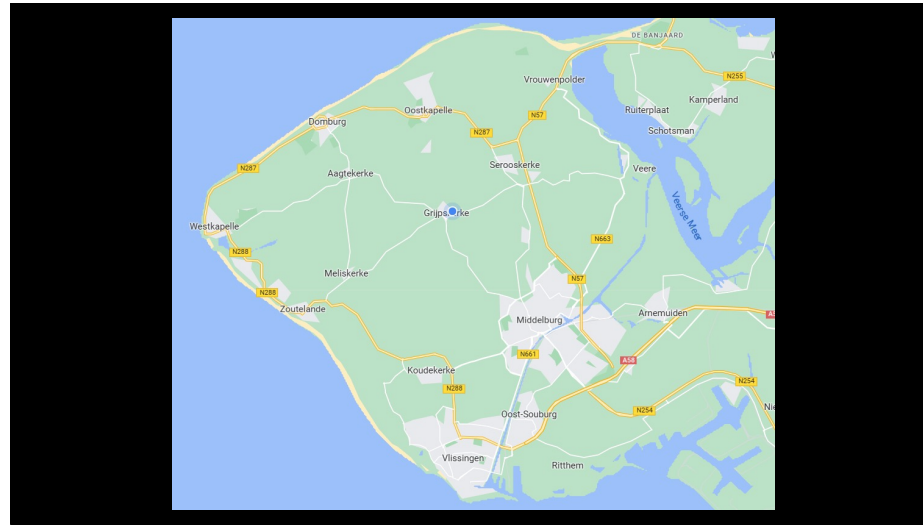 DE BANJAARD
N255
Vrouwenpolder
Kamperland
Oostkapelle
Ruiterplaat
N57
Domburg
N287
Schotsman
Serooskerke
N287
Veere
Aagtekerke
Veerse Meer
Westkapelle
N663
N288
Meliskerke
N57
N288
Zoutelande
Arnemuiden
Middelburg
N661
A58
Koudekerke
N254
N288
N254
Oost-Souburg
Vlissingen
Ritthem